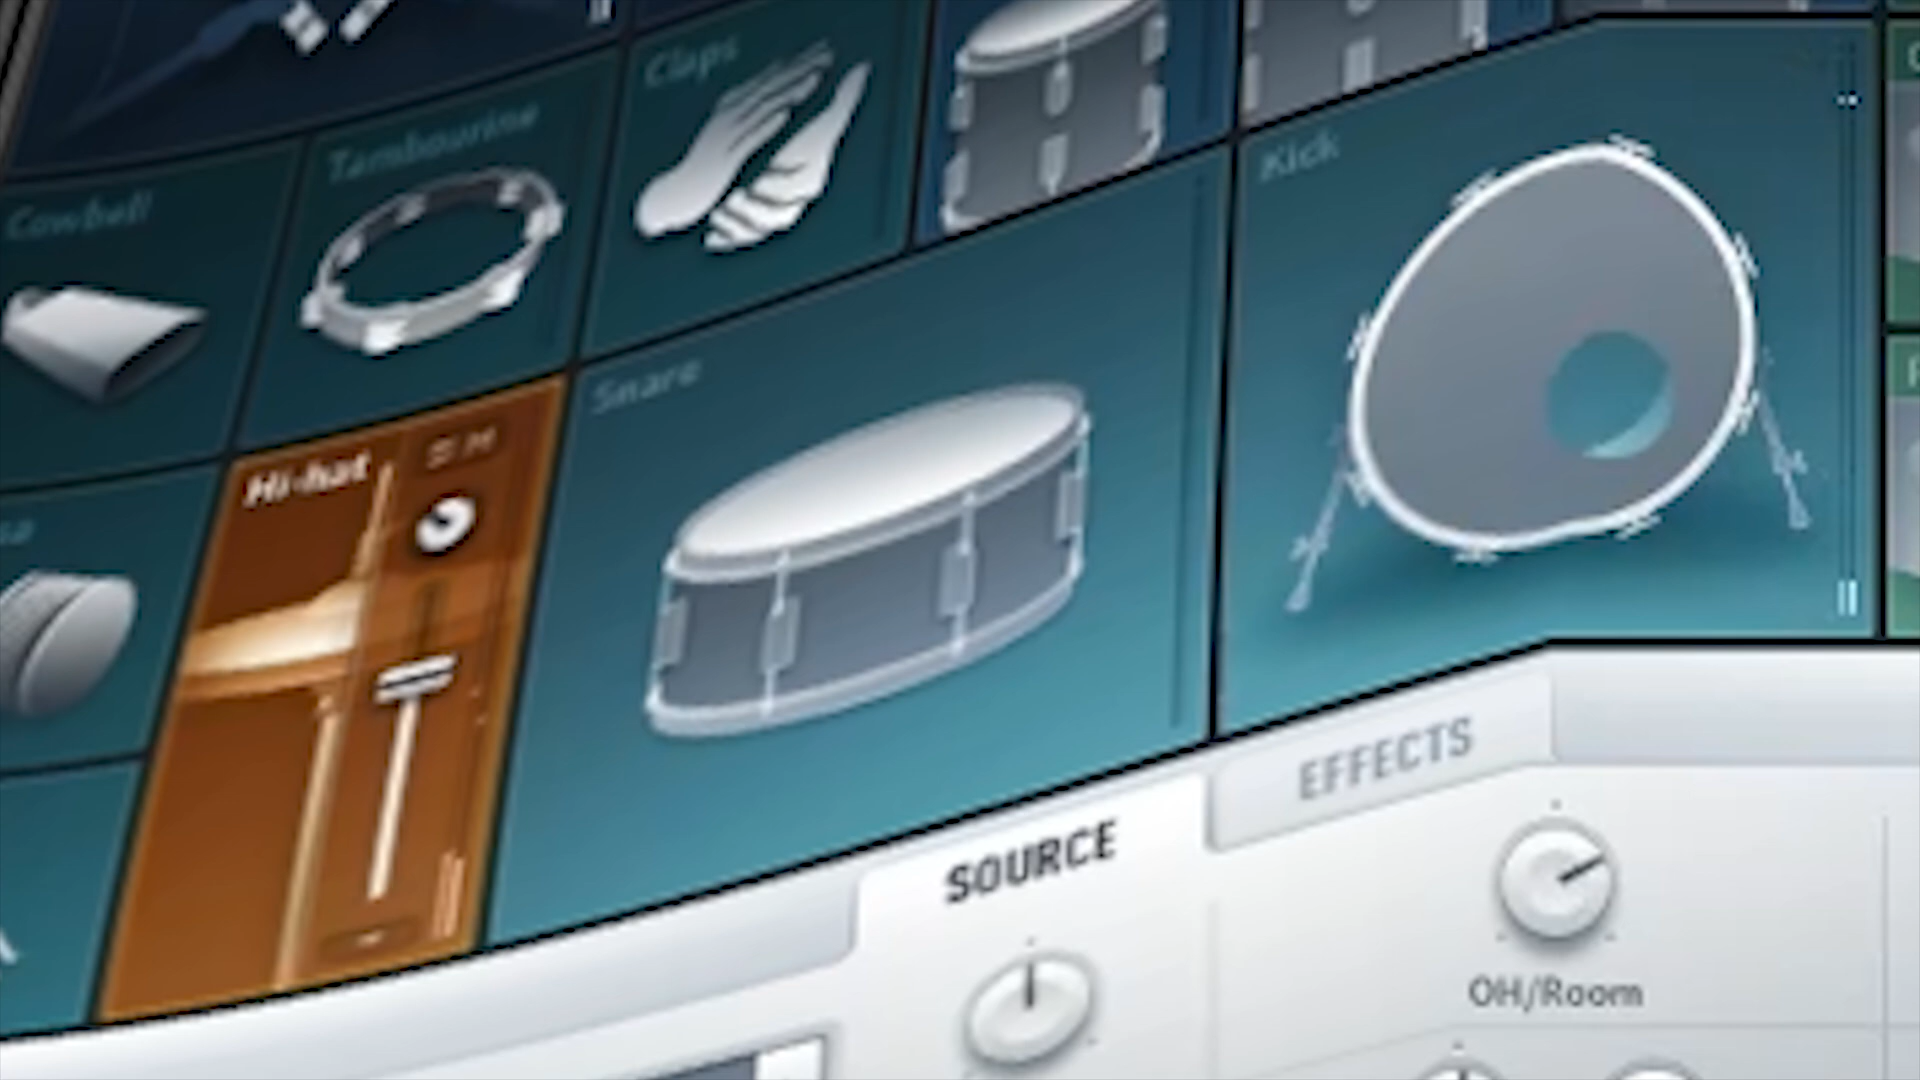 Claps
Tambourine
Kick
Cowbell
Snare
Hi-hat
S M
EFFECTS
SOURCE
OH/Room